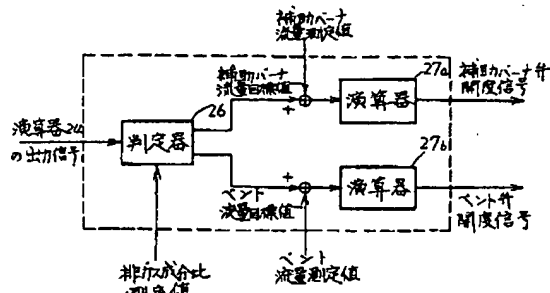 補助バーナ
流量測定値
補助バーナ
流量目標値
27a
演算器
補助バーナ弁
開度信号
26
演算器24
の出力信号
判定器
+
+
27b
演算器
ベント
流量目標値
ベント弁
開度信号
排ガス成分比
測定値
ベント
流量測定値